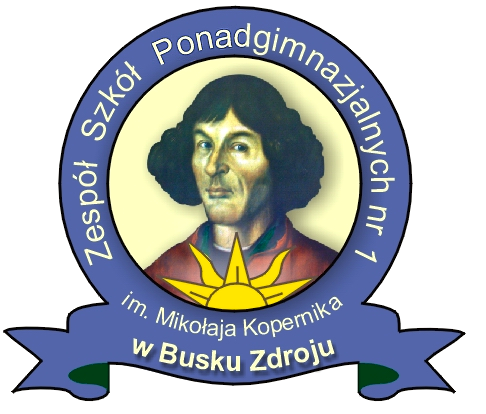 Zespół Szkół Ponadgimnazjalnych nr 1
im. Mikołaja Kopernika
w Busku Zdroju